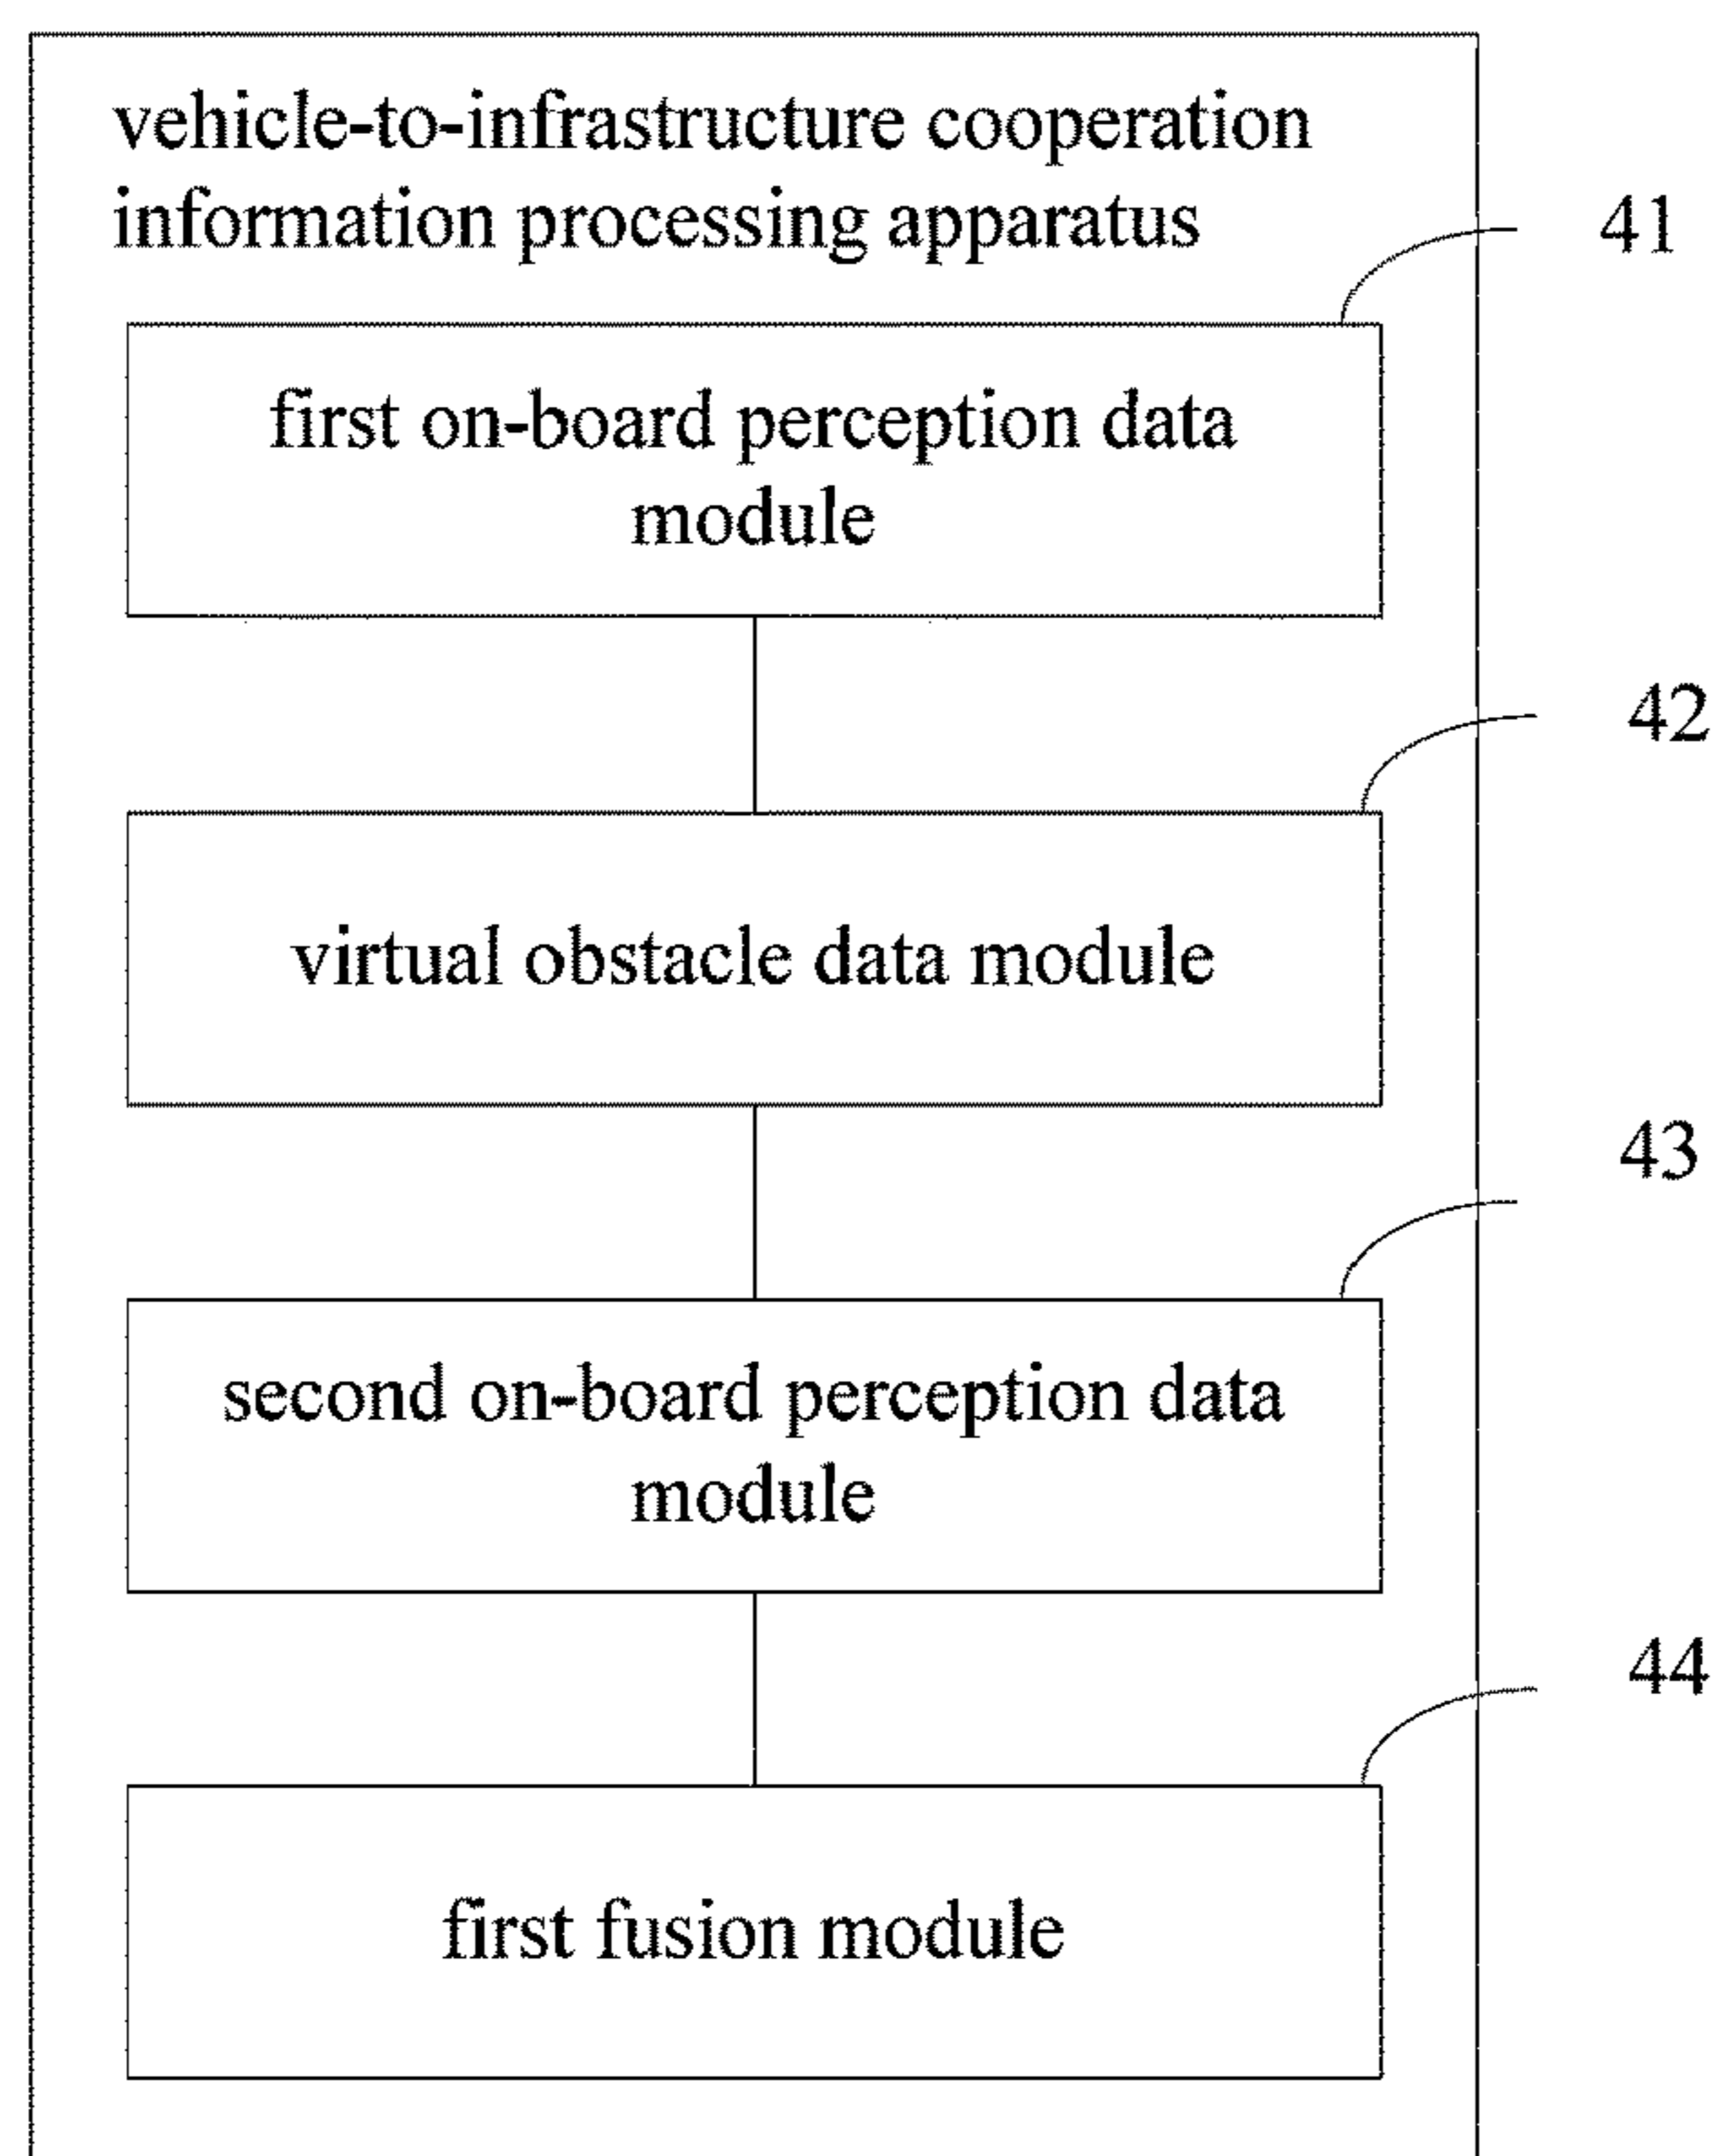 vehicle-to-infrastructure cooperation
information processing apparatus
41
first on-board perception data
module
42
virtual obstacle data module
43
second on-board perception data
module
44
first fusion module